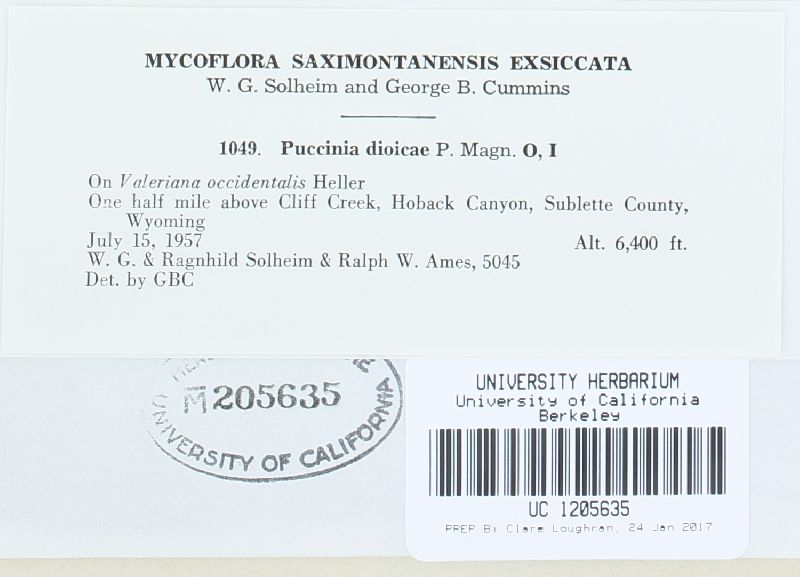 MYCOFLORA SAXIMONTANENSIS EXSICCATA
W. G. Solheim and George B. Cummins
1049. Puccinia dioicae P. Magn. O, I
On Valeriana occidentalis Heller
One half mile above Cliff Creek, Hoback Canyon, Sublette County,
Wyoming
July 15, 1957 Alt. 6,400 ft.
W. G. & Ragnhild Solheim & Ralph W. Ames, 5045
Det. by GBC
M205635
UNIVERSITY OF CALIFORNIA
UNIVERSITY HERBARIUM
University of California
Berkeley
UC 1205635
PREP By Clare Loughran, 24 Jan 2017